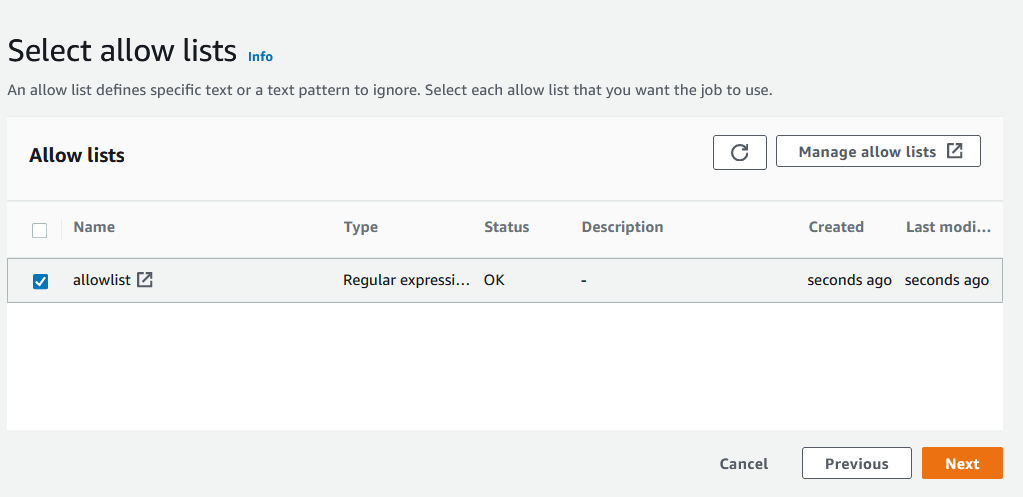 Select allow lists Info
An allow list defines specific text or a text pattern to ignore. Select each allow list that you want the job to use.
Allow lists Manage allow lists
Name Type Status Description Created Last modi...
allowlist Regular expressi... OK - seconds ago seconds ago
Cancel Previous Next